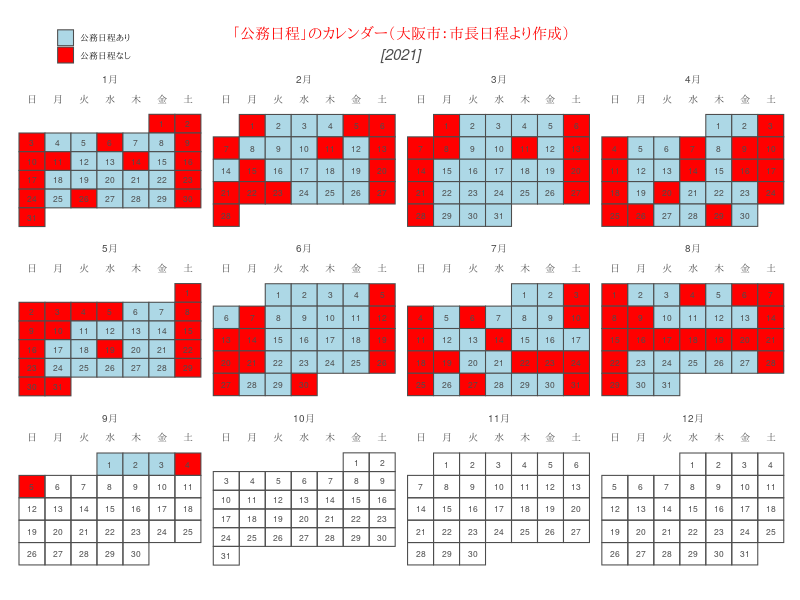 公務日程あり
公務日程なし
「公務日程」のカレンダー（大阪市：市長日程より作成）
[2021]
1月
日 月 火 水 木 金 土
1 2
3 4 5 6 7 8 9
10 11 12 13 14 15 16
17 18 19 20 21 22 23
24 25 26 27 28 29 30
31
2月
日 月 火 水 木 金 土
1 2 3 4 5 6
7 8 9 10 11 12 13
14 15 16 17 18 19 20
21 22 23 24 25 26 27
28
3月
日 月 火 水 木 金 土
1 2 3 4 5 6
7 8 9 10 11 12 13
14 15 16 17 18 19 20
21 22 23 24 25 26 27
28 29 30 31
4月
日 月 火 水 木 金 土
1 2 3
4 5 6 7 8 9 10
11 12 13 14 15 16 17
18 19 20 21 22 23 24
25 26 27 28 29 30
5月
日 月 火 水 木 金 土
1
2 3 4 5 6 7 8
9 10 11 12 13 14 15
16 17 18 19 20 21 22
23 24 25 26 27 28 29
30 31
6月
日 月 火 水 木 金 土
1 2 3 4 5
6 7 8 9 10 11 12
13 14 15 16 17 18 19
20 21 22 23 24 25 26
27 28 29 30
7月
日 月 火 水 木 金 土
1 2 3
4 5 6 7 8 9 10
11 12 13 14 15 16 17
18 19 20 21 22 23 24
25 26 27 28 29 30 31
8月
日 月 火 水 木 金 土
1 2 3 4 5 6 7
8 9 10 11 12 13 14
15 16 17 18 19 20 21
22 23 24 25 26 27 28
29 30 31
9月
日 月 火 水 木 金 土
1 2 3 4
5 6 7 8 9 10 11
12 13 14 15 16 17 18
19 20 21 22 23 24 25
26 27 28 29 30
10月
日 月 火 水 木 金 土
1 2
3 4 5 6 7 8 9
10 11 12 13 14 15 16
17 18 19 20 21 22 23
24 25 26 27 28 29 30
31
11月
日 月 火 水 木 金 土
1 2 3 4 5 6
7 8 9 10 11 12 13
14 15 16 17 18 19 20
21 22 23 24 25 26 27
28 29 30
12月
日 月 火 水 木 金 土
1 2 3 4
5 6 7 8 9 10 11
12 13 14 15 16 17 18
19 20 21 22 23 24 25
26 27 28 29 30 31